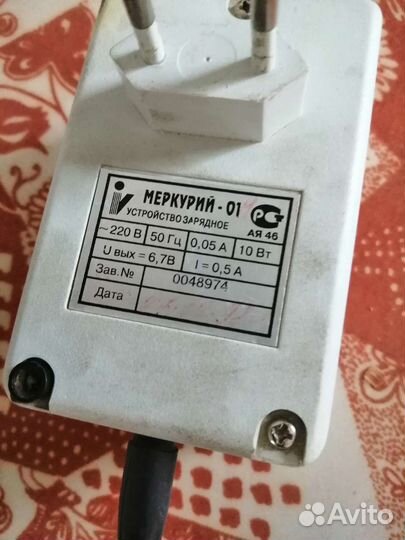 МЕРКУРИЙ - 01
УСТРОЙСТВО ЗАРЯДНОЕ
АЯ 46
~220 В 50 Гц 0,05 А 10 Вт
U вых = 6,7В I = 0,5 А
Зав.№ 0048974
Дата
Avito